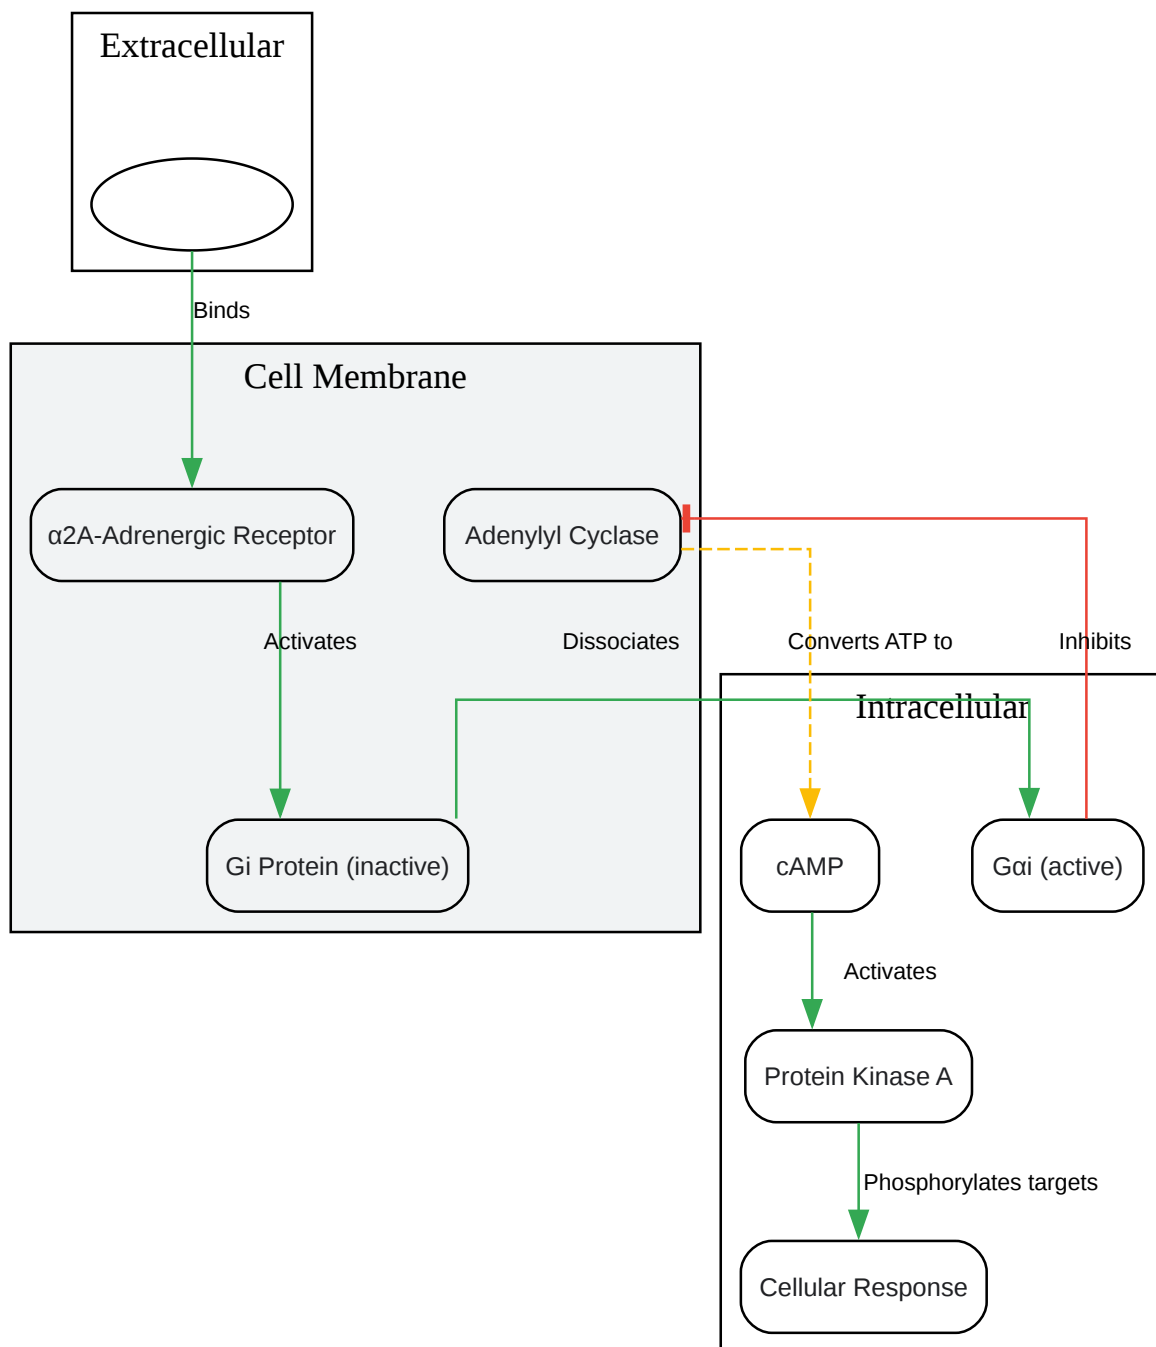 Extracellular
Binds
Cell Membrane
α2A-Adrenergic Receptor
Adenylyl Cyclase
Activates
Dissociates
Converts ATP to
Inhibits
Intracellular
Gi Protein (inactive)
cAMP
Gαi (active)
Activates
Protein Kinase A
Phosphorylates targets
Cellular Response